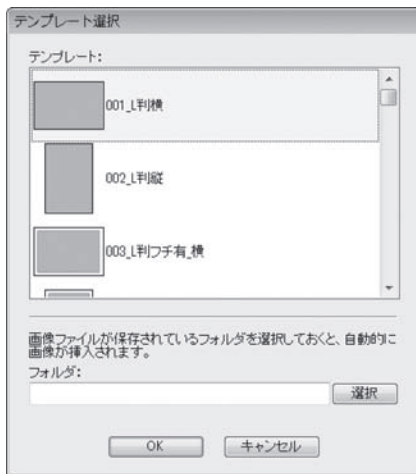 テンプレート選択
テンプレート:
001_L判横
002_L判縦
003_L判フチ有_横
画像ファイルが保存されているフォルダを選択しておくと、自動的に
画像が挿入されます。
フォルダ:
選択
OK
キャンセル